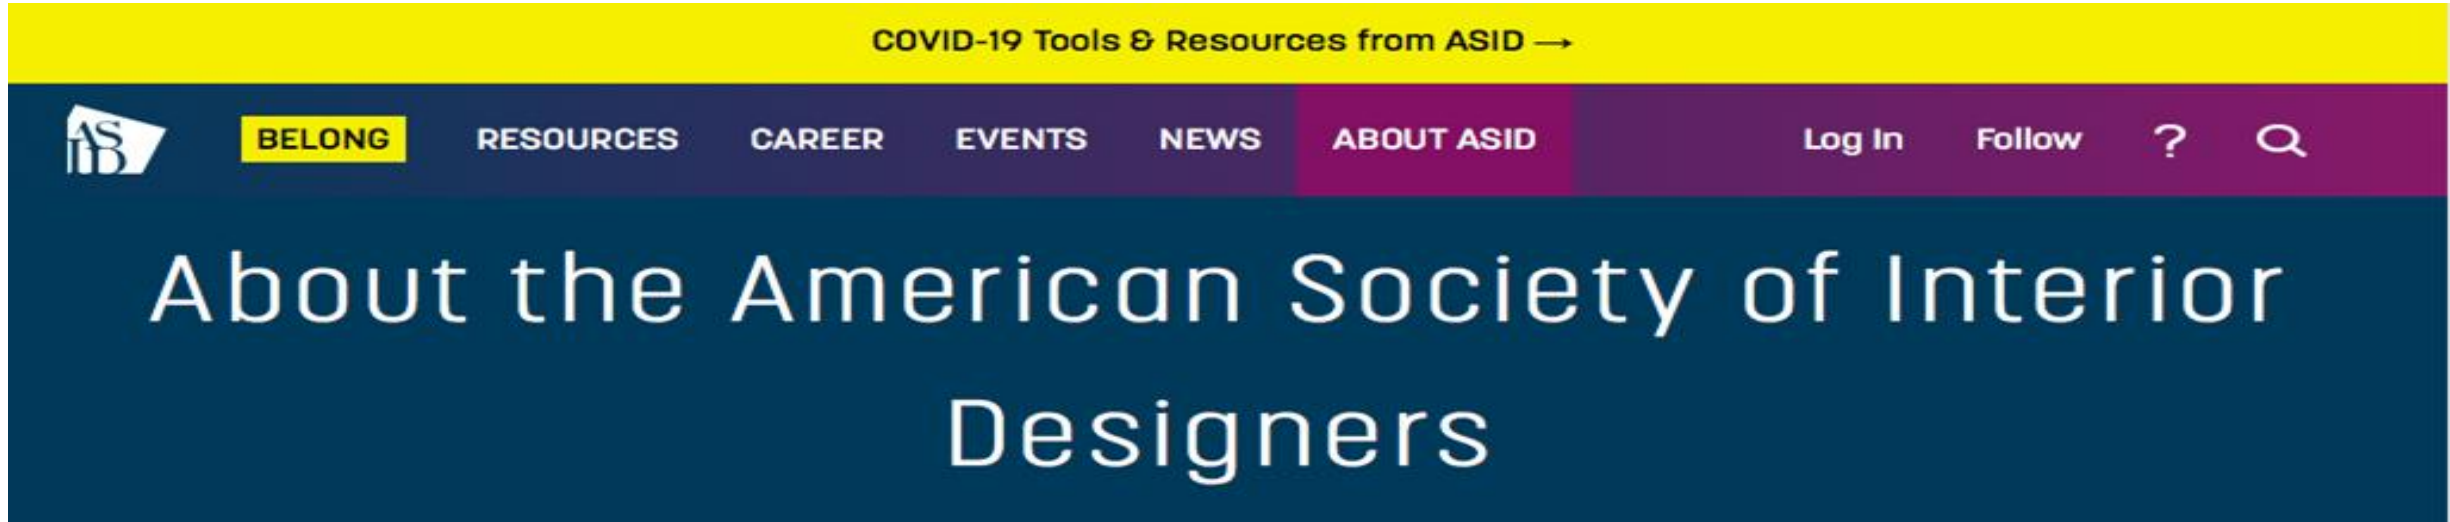 COVID-19 Tools & Resources from ASID →
ASID BELONG RESOURCES CAREER EVENTS NEWS ABOUT ASID Log In Follow ?
About the American Society of Interior
Designers